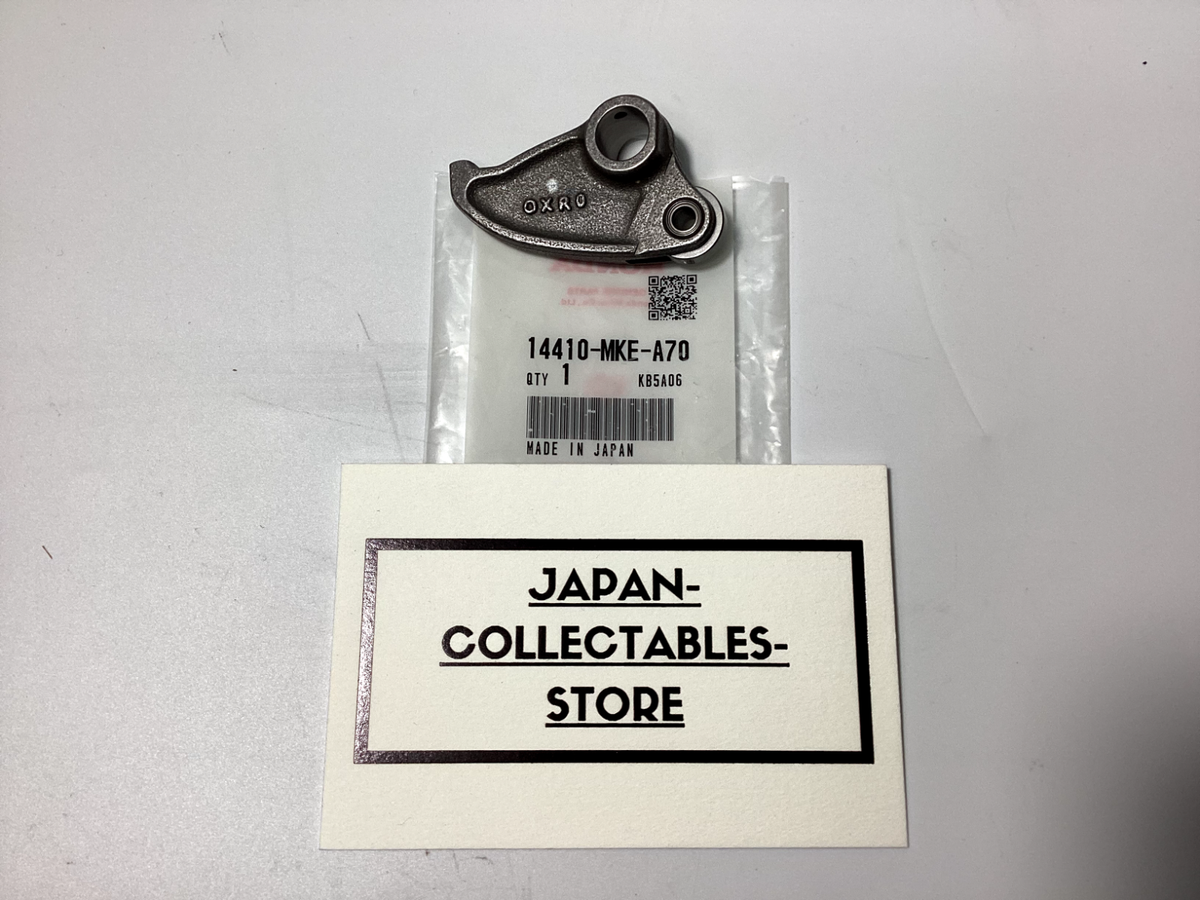 OXRO
14410-MKE-A70
QTY 1 KB5A06
MADE IN JAPAN
JAPAN-
COLLECTABLES-
STORE